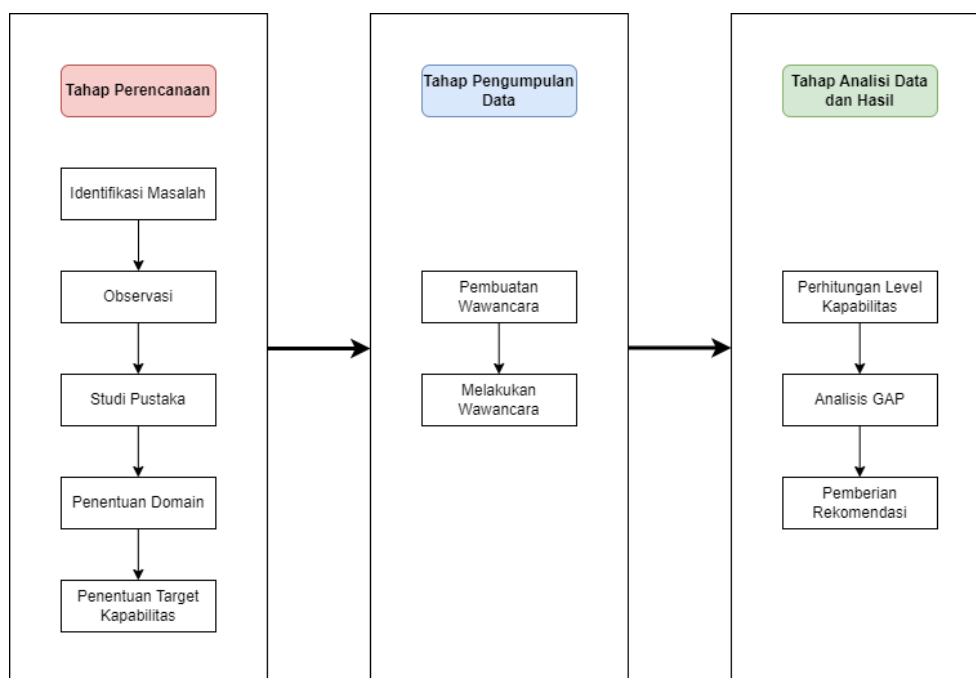 Tahap Perencanaan
Identifikasi Masalah
Observasi
Studi Pustaka
Penentuan Domain
Penentuan Target
Kapabilitas
Tahap Pengumpulan
Data
Pembuatan
Wawancara
Melakukan
Wawancara
Tahap Analisi Data
dan Hasil
Perhitungan Level
Kapabilitas
Analisis GAP
Pemberian
Rekomendasi